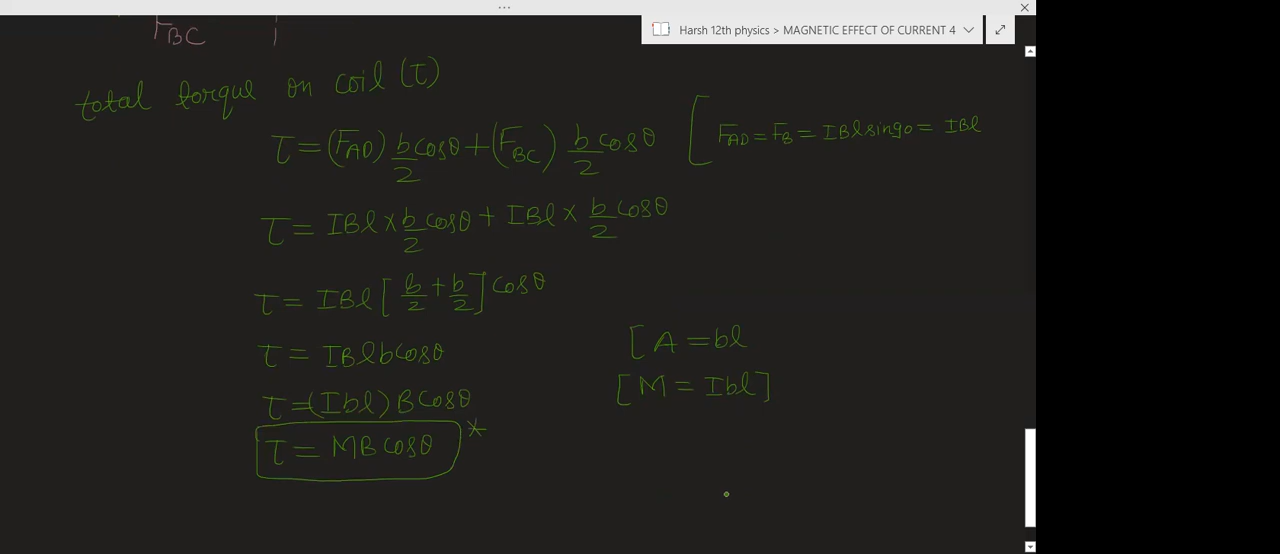 Harsh 12th physics > MAGNETIC EFFECT OF CURRENT 4
F_BC
total torque on coil (τ)
τ = (F_AD) b/2 cosθ + (F_BC) b/2 cosθ [ F_AD = F_B = IBl sin90 = IBl
τ = IBl × b/2 cosθ + IBl × b/2 cosθ
τ = IBl [ b/2 + b/2 ] cosθ
τ = IBlbcosθ [ A = bl
τ = (Ibl) B cosθ [ M = Ibl ]
τ = MB cosθ *